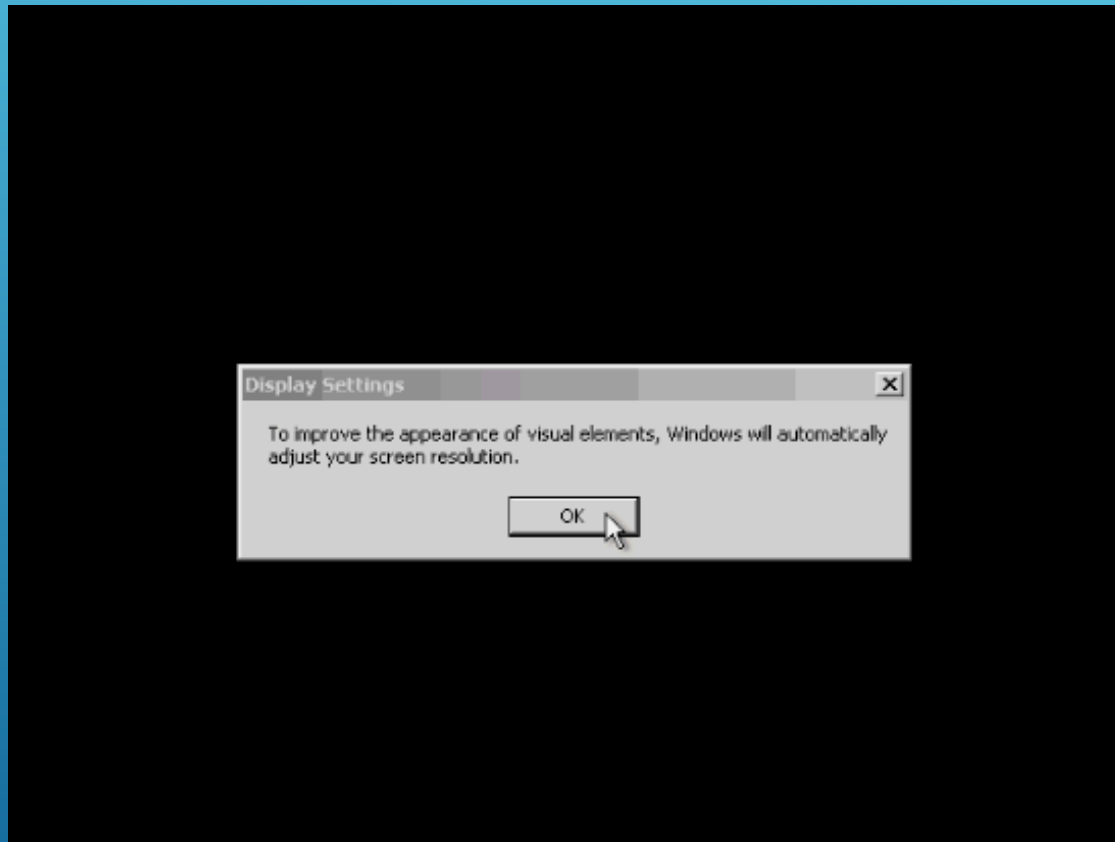 Display Settings
To improve the appearance of visual elements, Windows will automatically
adjust your screen resolution.
OK